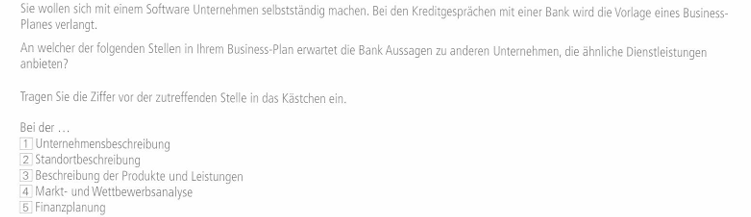 Sie wollen sich mit einem Software Unternehmen selbstständig machen. Bei den Kreditgesprächen mit einer Bank wird die Vorlage eines Business-
Planes verlangt.
An welcher der folgenden Stellen in Ihrem Business-Plan erwartet die Bank Aussagen zu anderen Unternehmen, die ähnliche Dienstleistungen
anbieten?
Tragen Sie die Ziffer vor der zutreffenden Stelle in das Kästchen ein.
Bei der …
1 Unternehmensbeschreibung
2 Standortbeschreibung
3 Beschreibung der Produkte und Leistungen
4 Markt- und Wettbewerbsanalyse
5 Finanzplanung